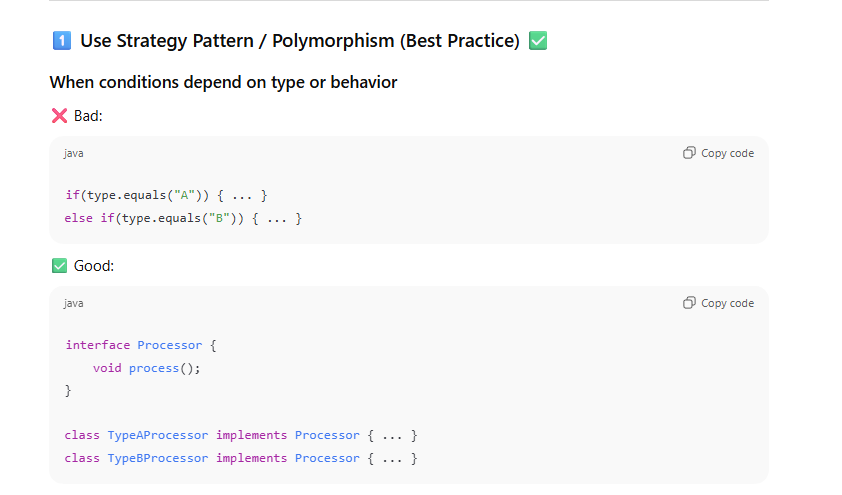 1 Use Strategy Pattern / Polymorphism (Best Practice) ✅
When conditions depend on type or behavior
❌ Bad:
java
Copy code
if(type.equals("A")) { ... }
else if(type.equals("B")) { ... }
✅ Good:
java
Copy code
interface Processor {
    void process();
}
class TypeAProcessor implements Processor { ... }
class TypeBProcessor implements Processor { ... }